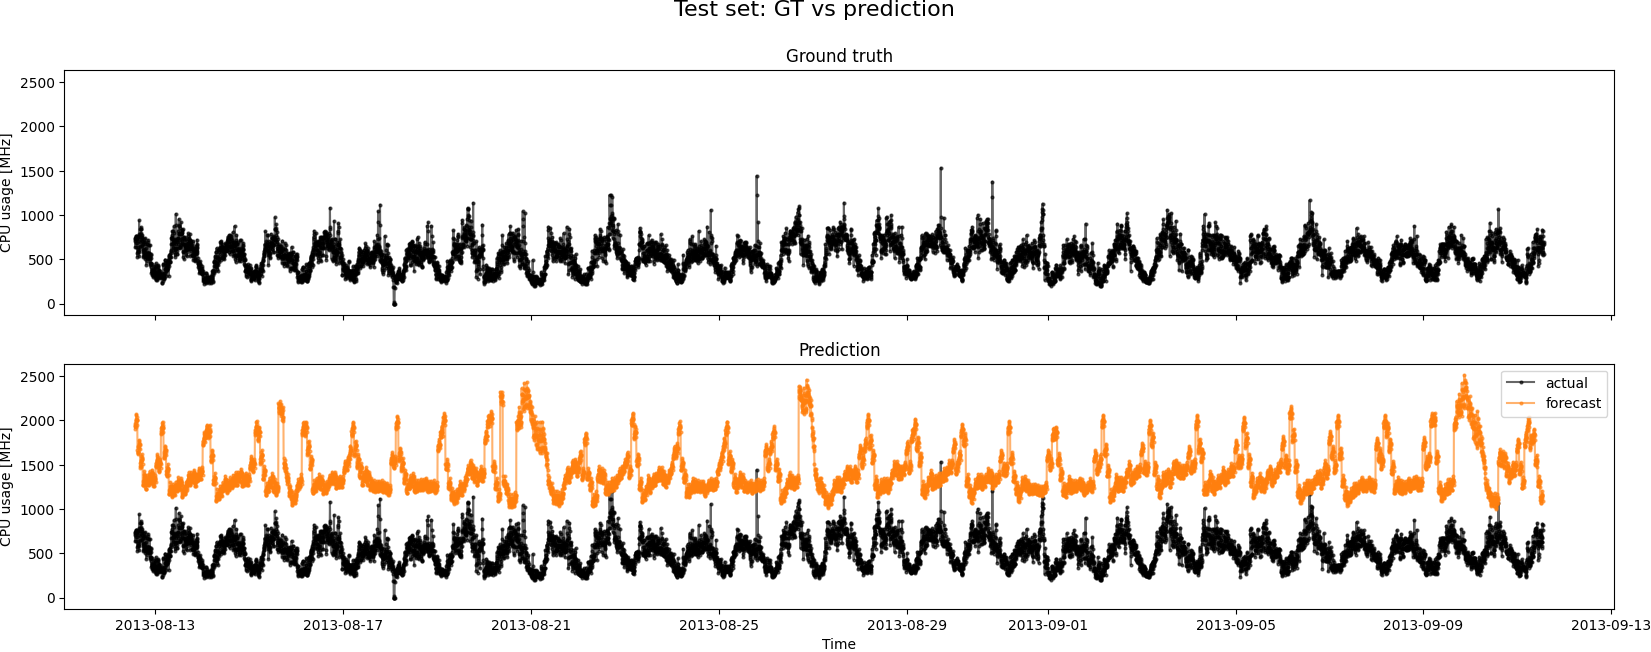 Test set: GT vs prediction
Ground truth
CPU usage [MHz]
2500
2000
1500
1000
500
0
Prediction
CPU usage [MHz]
2500
2000
1500
1000
500
0
actual
forecast
2013-08-13 2013-08-17 2013-08-21 2013-08-25 2013-08-29 2013-09-01 2013-09-05 2013-09-09 2013-09-13
Time